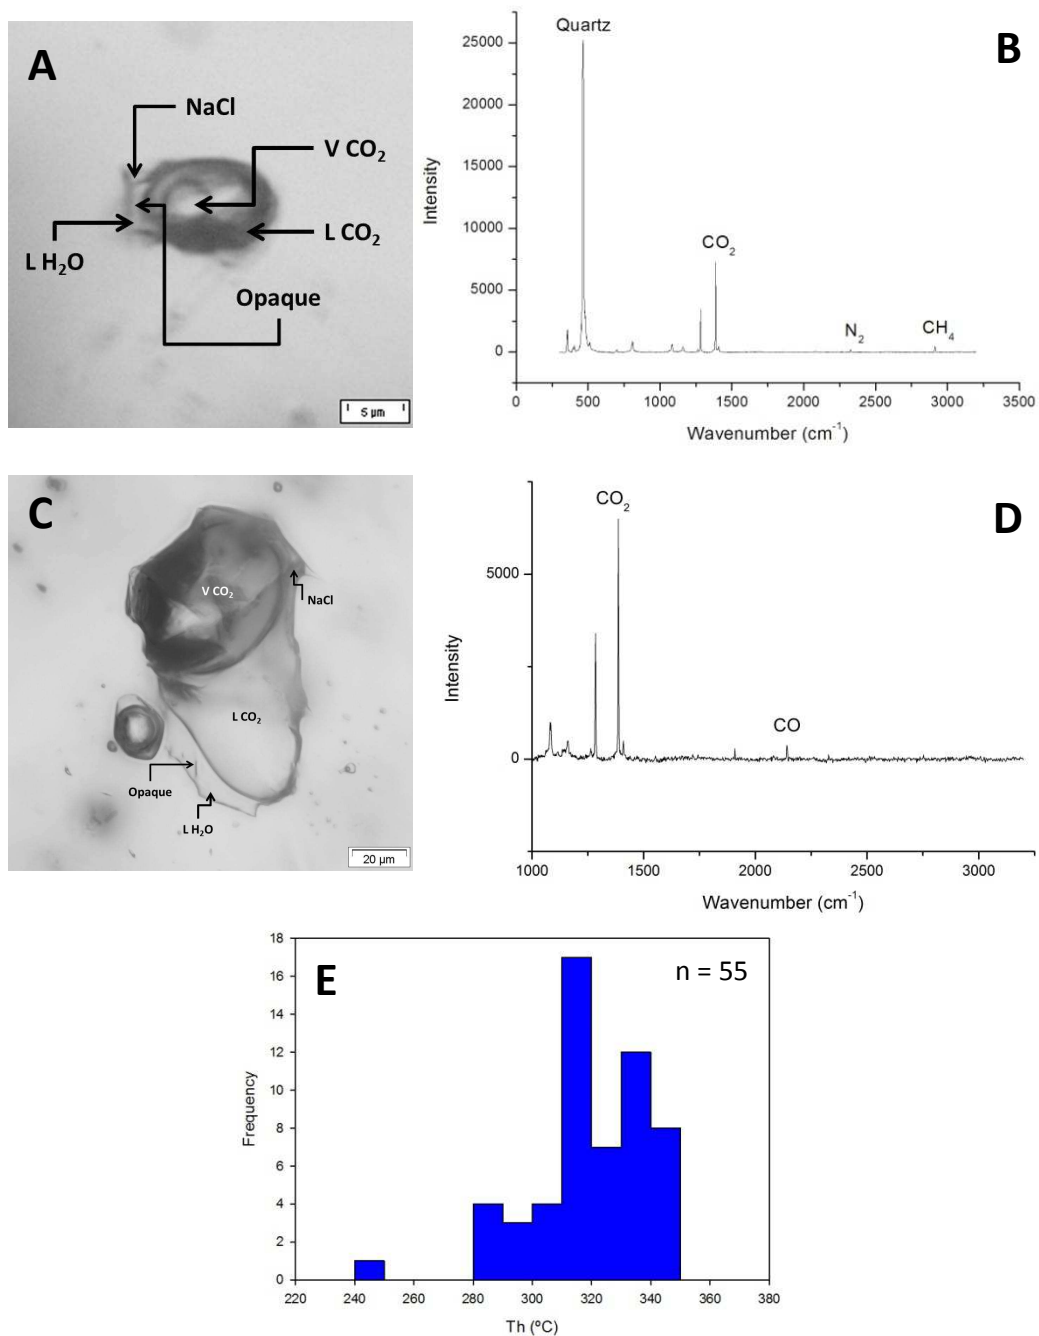 A
NaCl
V CO₂
L CO₂
L H₂O
Opaque
5 µm
B
Quartz
CO₂
N₂
CH₄
25000
20000
15000
10000
5000
0
Intensity
0 500 1000 1500 2000 2500 3000 3500
Wavenumber (cm⁻¹)
C
V CO₂
NaCl
L CO₂
Opaque
L H₂O
20 µm
D
CO₂
CO
5000
0
Intensity
1000 1500 2000 2500 3000
Wavenumber (cm⁻¹)
E
n = 55
18
16
14
12
10
8
6
4
2
0
Frequency
220 240 260 280 300 320 340 360 380
Th (ºC)